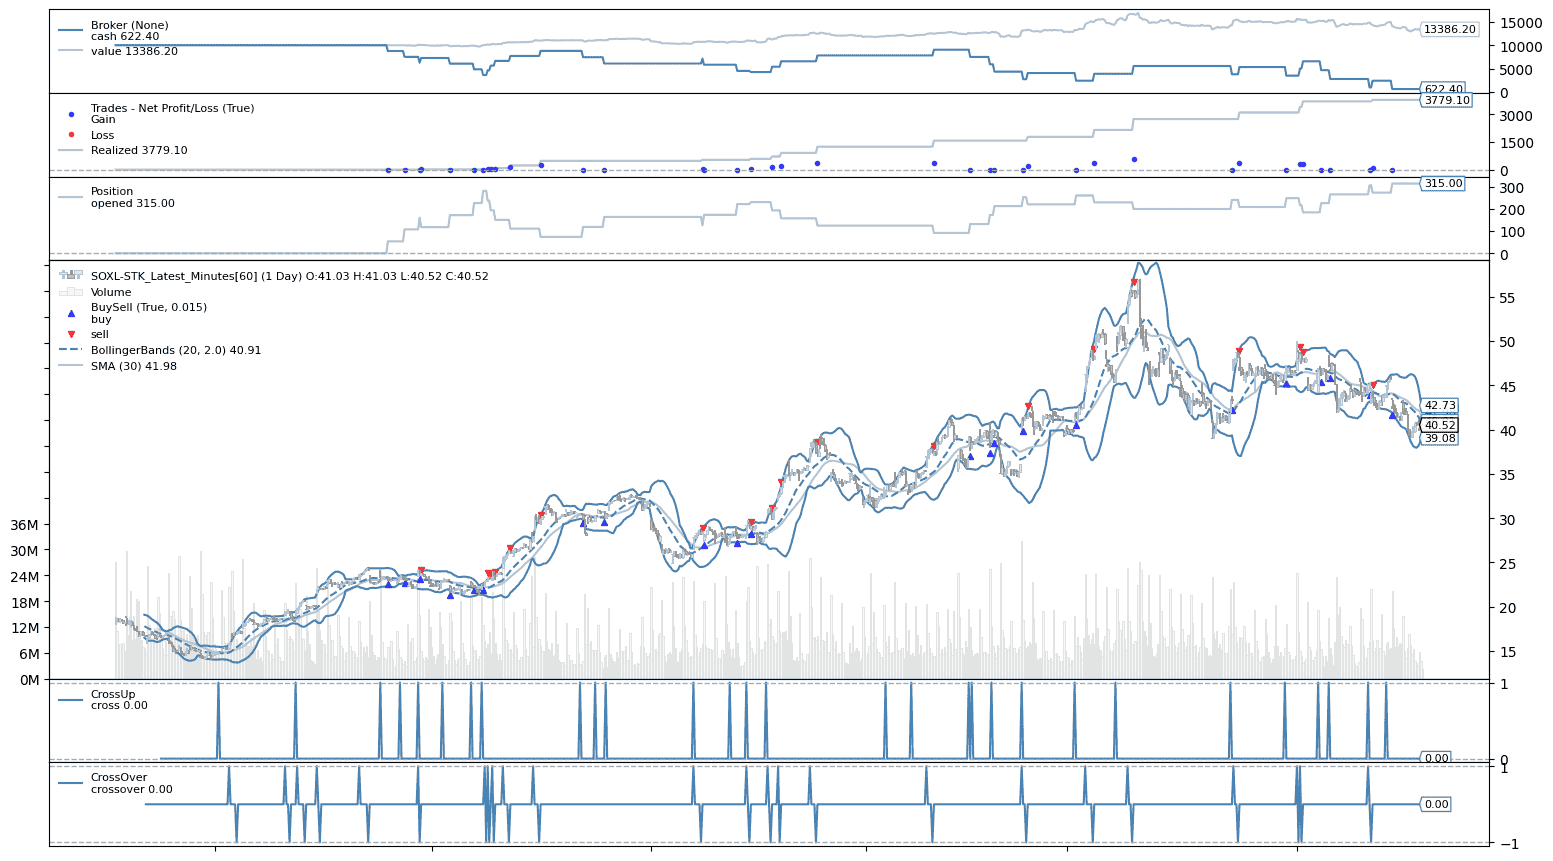 Broker (None)
cash 622.40
value 13386.20
15000
13386.20
10000
5000
622.40
0
Trades - Net Profit/Loss (True)
Gain
Loss
Realized 3779.10
3779.10
3000
1500
0
Position
opened 315.00
315.00
300
200
100
0
SOXL-STK_Latest_Minutes[60] (1 Day) O:41.03 H:41.03 L:40.52 C:40.52
Volume
BuySell (True, 0.015)
buy
sell
BollingerBands (20, 2.0) 40.91
SMA (30) 41.98
55
50
45
42.73
40.52
40
39.08
35
30
25
20
15
36M
30M
24M
18M
12M
6M
0M
CrossUp
cross 0.00
1
0.00
0
CrossOver
crossover 0.00
1
0.00
−1